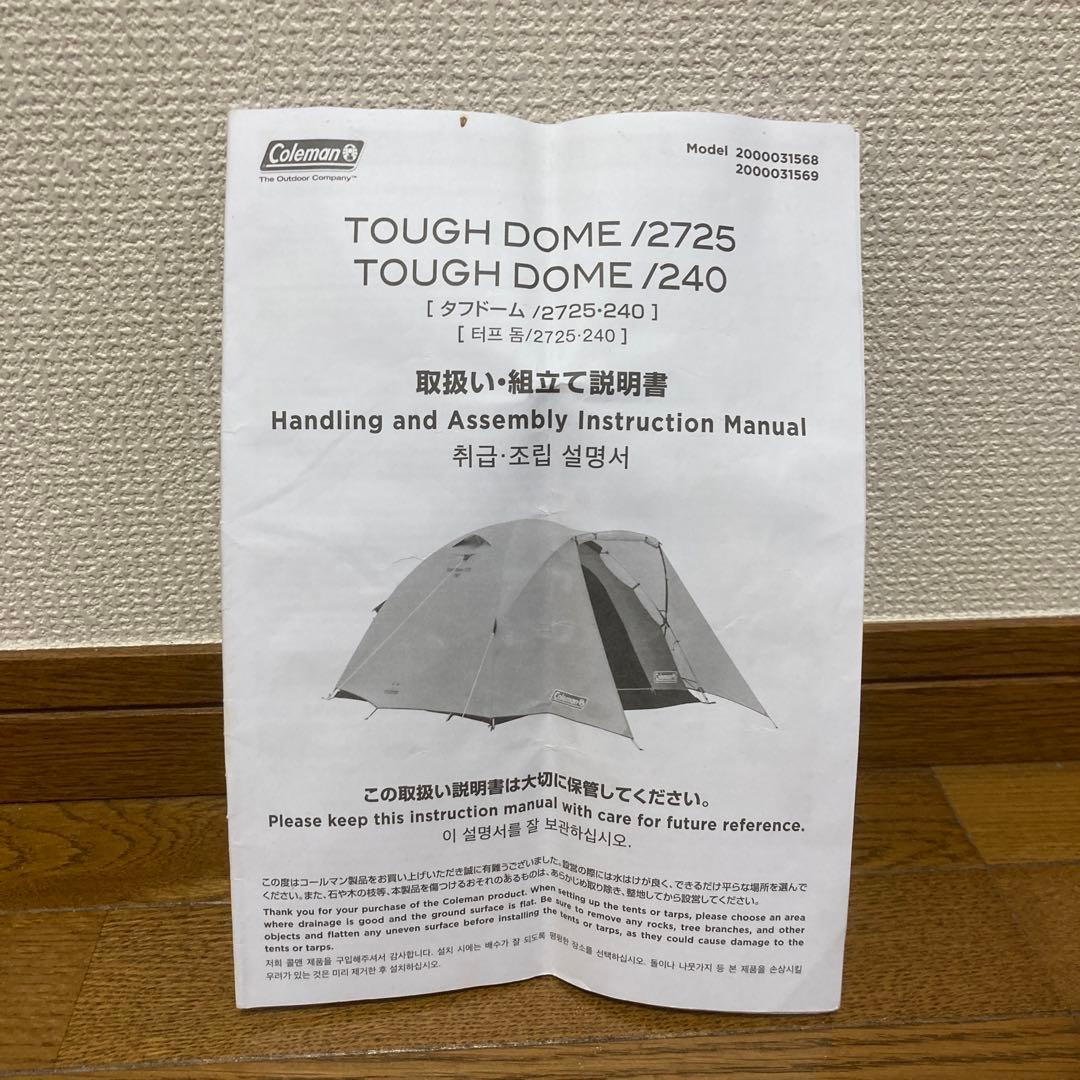 Coleman
The Outdoor Company™
Model 2000031568
2000031569
TOUGH DOME /2725
TOUGH DOME /240
[ タフドーム /2725・240 ]
[ 터프 돔/2725·240 ]
取扱い・組立て説明書
Handling and Assembly Instruction Manual
취급·조립 설명서
Coleman
Coleman
この取扱い説明書は大切に保管してください。
Please keep this instruction manual with care for future reference.
이 설명서를 잘 보관하십시오.
この度はコールマン製品をお買い上げいただき誠に有難うございました。設営の際には水はけが良く、できるだけ平らな場所を選んで
ください。また、石や木の枝等、本製品を傷つけるおそれのあるものは、あらかじめ取り除き、整地してから設営してください。
Thank you for your purchase of the Coleman product. When setting up the tents or tarps, please choose an area
where drainage is good and the ground surface is flat. Be sure to remove any rocks, tree branches, and other
objects and flatten any uneven surface before installing the tents or tarps, as they could cause damage to the
tents or tarps.
저희 콜맨 제품을 구입해주셔서 감사합니다. 설치 시에는 배수가 잘 되도록 평평한 장소를 선택하십시오. 돌이나 나뭇가지 등 본 제품을 손상시킬
우려가 있는 것은 미리 제거한 후 설치하십시오.